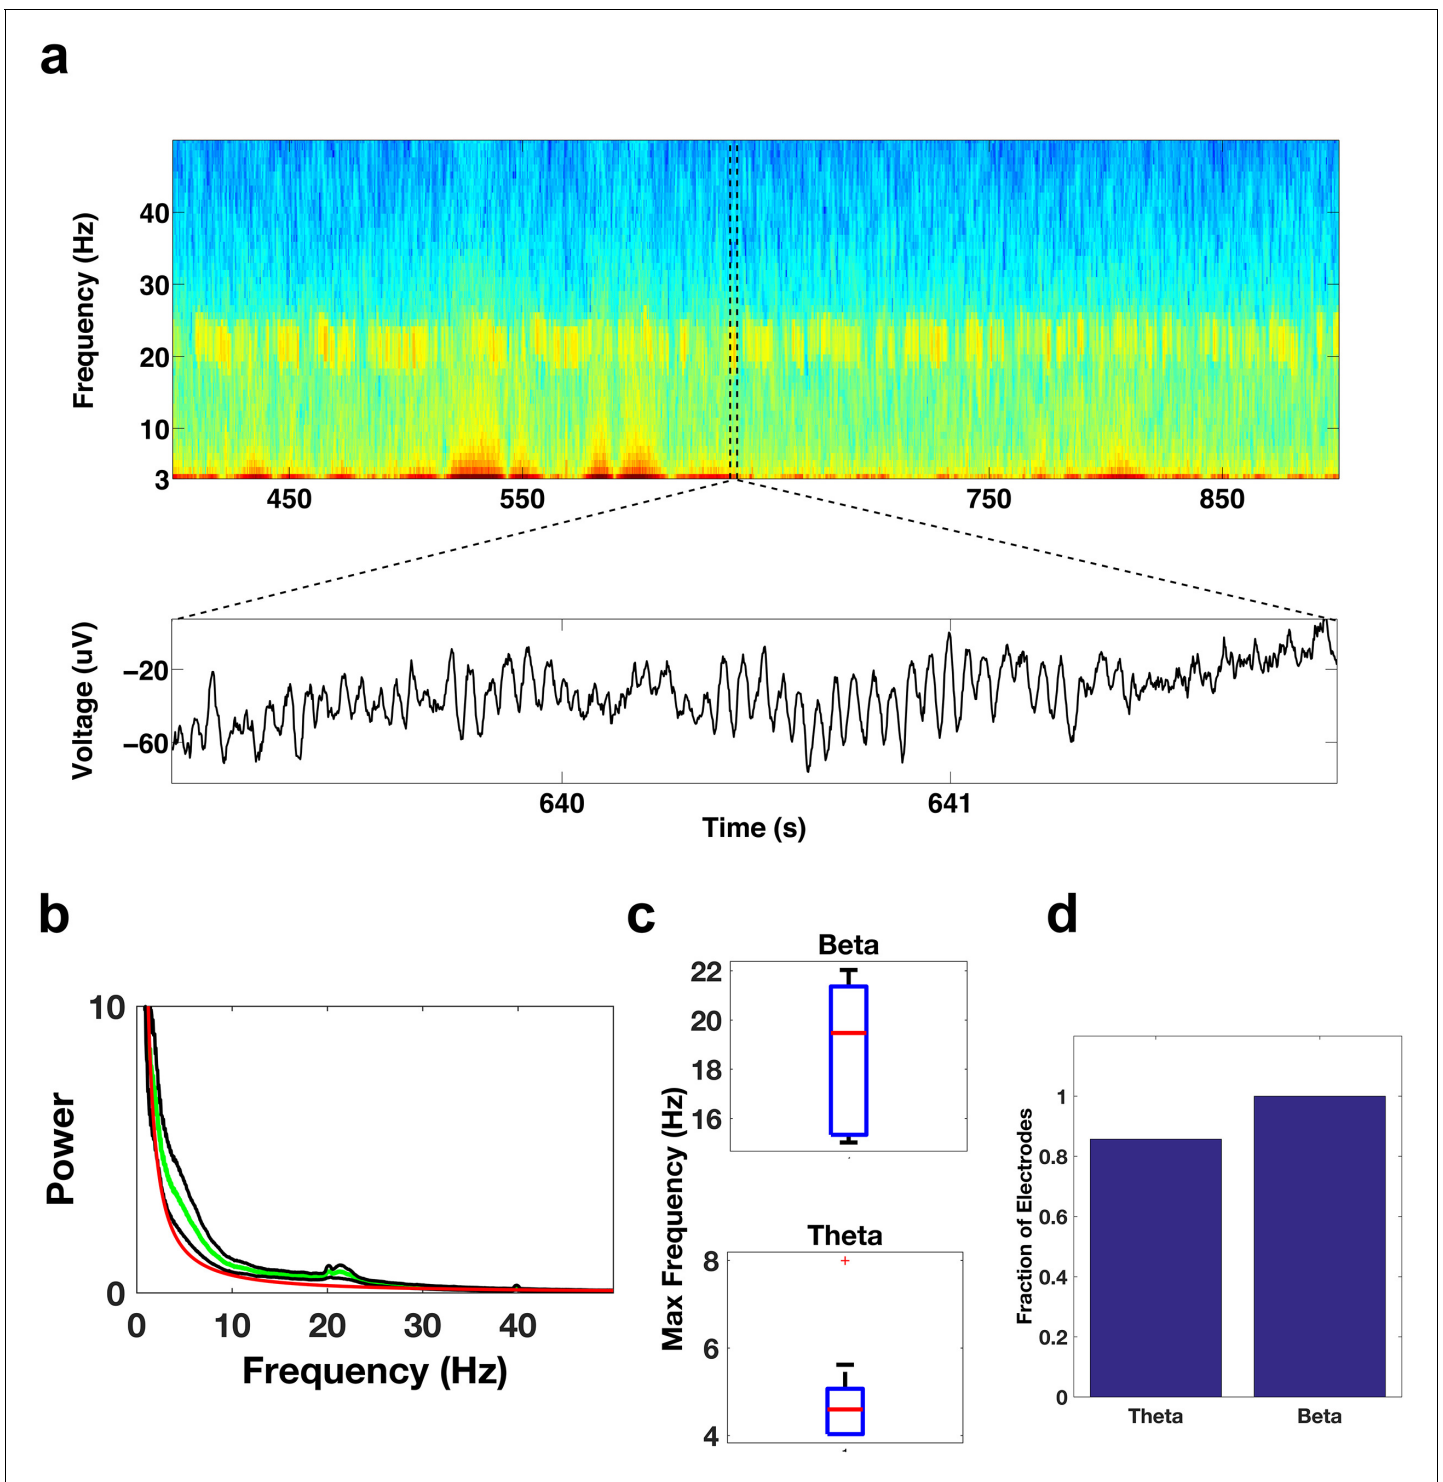 a
Frequency (Hz)
40
30
20
10
3
450 550 750 850
Voltage (uV)
−20
−60
640 641
Time (s)
b
Power
10
0
0 10 20 30 40
Frequency (Hz)
c
Max Frequency (Hz)
Beta
22
20
18
16
Theta
8
6
4
d
Fraction of Electrodes
1
0.8
0.6
0.4
0.2
0
Theta Beta